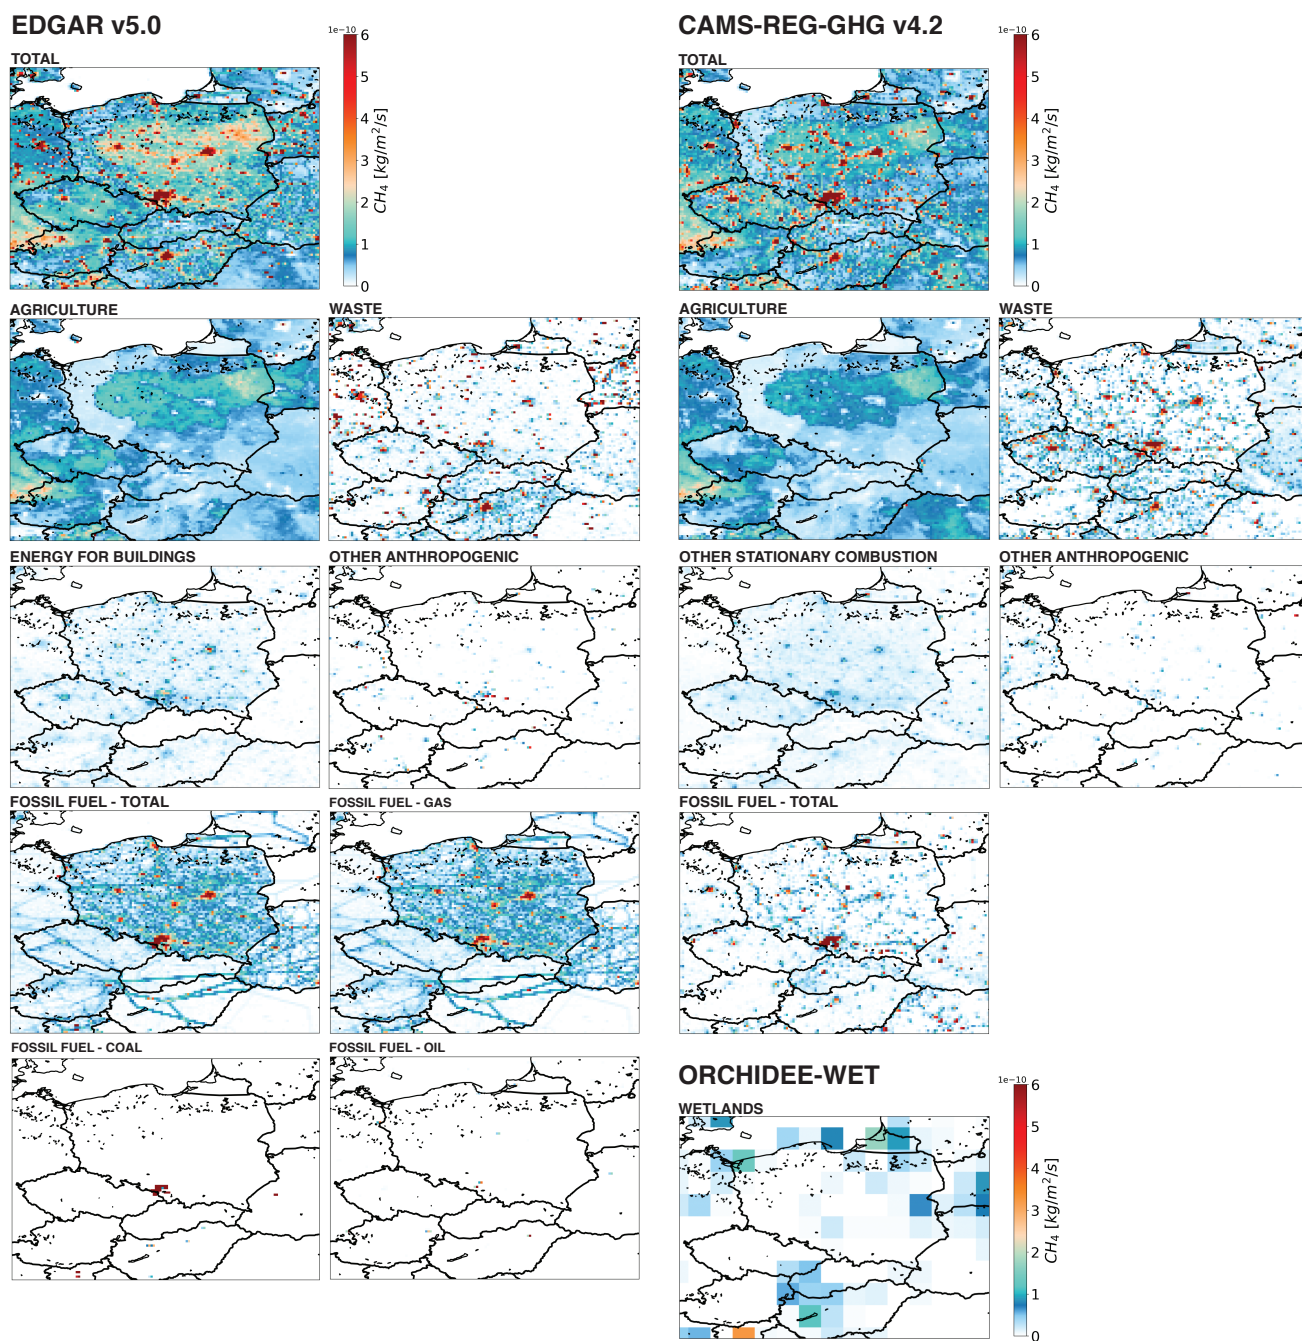 EDGAR v5.0
CAMS-REG-GHG v4.2
TOTAL
1e−10
6
5
4
3
2
1
0
CH₄ [kg/m²/s]
TOTAL
1e−10
6
5
4
3
2
1
0
CH₄ [kg/m²/s]
AGRICULTURE
WASTE
AGRICULTURE
WASTE
ENERGY FOR BUILDINGS
OTHER ANTHROPOGENIC
OTHER STATIONARY COMBUSTION
OTHER ANTHROPOGENIC
FOSSIL FUEL - TOTAL
FOSSIL FUEL - GAS
FOSSIL FUEL - TOTAL
FOSSIL FUEL - COAL
FOSSIL FUEL - OIL
ORCHIDEE-WET
WETLANDS
1e−10
6
5
4
3
2
1
0
CH₄ [kg/m²/s]